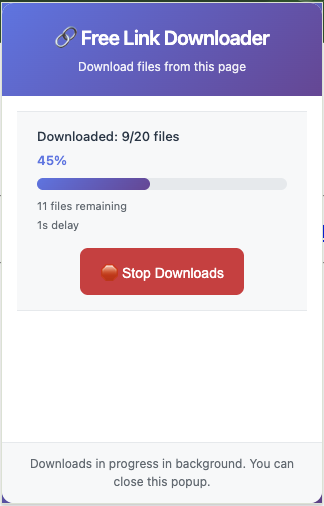 🔗 Free Link Downloader
Download files from this page
Downloaded: 9/20 files
45%
11 files remaining
1s delay
🛑 Stop Downloads
Downloads in progress in background. You can
close this popup.